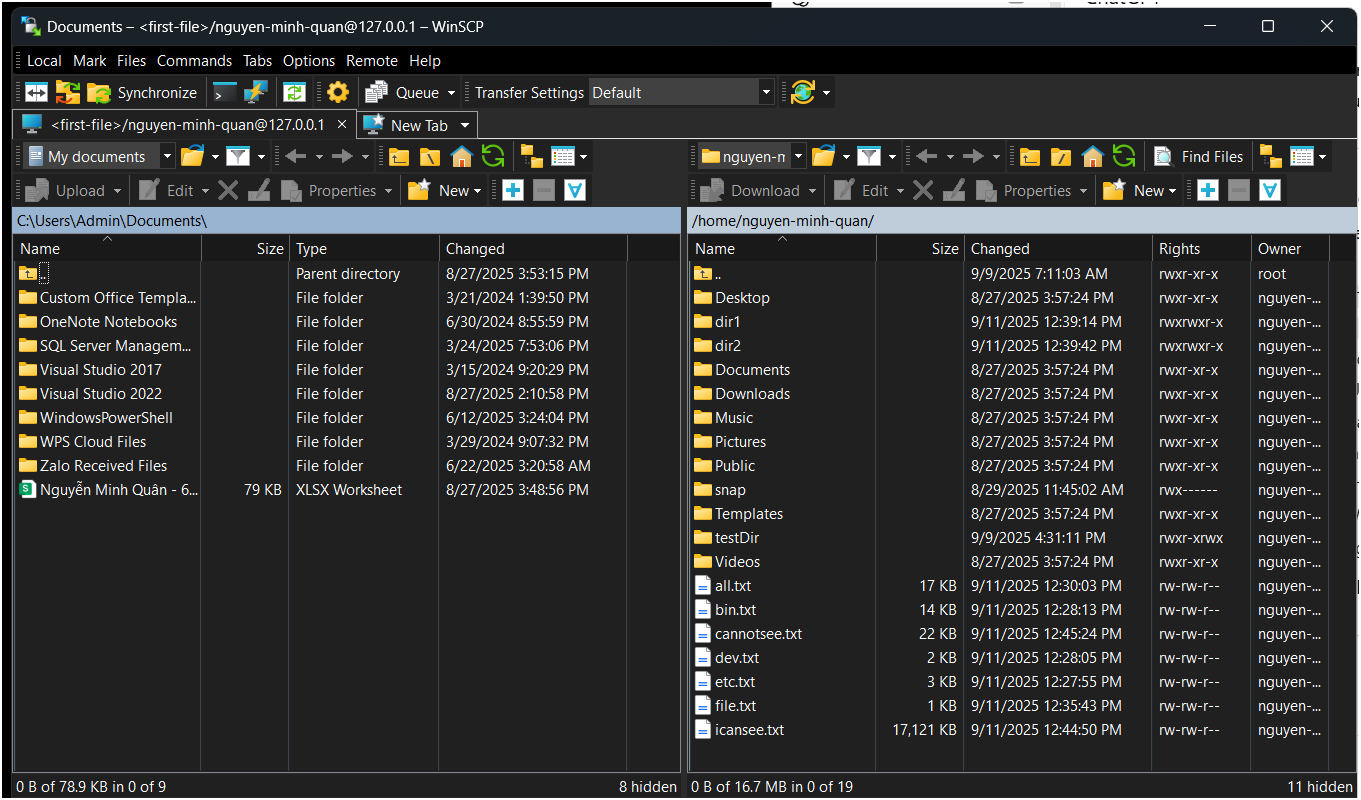 ChatGPT
Documents – <first-file>/nguyen-minh-quan@127.0.0.1 – WinSCP
Local Mark Files Commands Tabs Options Remote Help
Synchronize Queue Transfer Settings Default
<first-file>/nguyen-minh-quan@127.0.0.1 × New Tab
My documents
Upload Edit Properties New
C:\Users\Admin\Documents\
Name Size Type Changed
.. Parent directory 8/27/2025 3:53:15 PM
Custom Office Templa... File folder 3/21/2024 1:39:50 PM
OneNote Notebooks File folder 6/30/2024 8:55:59 PM
SQL Server Managem... File folder 3/24/2025 7:53:06 PM
Visual Studio 2017 File folder 3/15/2024 9:20:29 PM
Visual Studio 2022 File folder 8/27/2025 2:10:58 PM
WindowsPowerShell File folder 6/12/2025 3:24:04 PM
WPS Cloud Files File folder 3/29/2024 9:07:32 PM
Zalo Received Files File folder 6/22/2025 3:20:58 AM
Nguyễn Minh Quân - 6... 79 KB XLSX Worksheet 8/27/2025 3:48:56 PM
0 B of 78.9 KB in 0 of 9 8 hidden
nguyen-n Find Files
Download Edit Properties New
/home/nguyen-minh-quan/
Name Size Changed Rights Owner
.. 9/9/2025 7:11:03 AM rwxr-xr-x root
Desktop 8/27/2025 3:57:24 PM rwxr-xr-x nguyen-...
dir1 9/11/2025 12:39:14 PM rwxrwxr-x nguyen-...
dir2 9/11/2025 12:39:42 PM rwxrwxr-x nguyen-...
Documents 8/27/2025 3:57:24 PM rwxr-xr-x nguyen-...
Downloads 8/27/2025 3:57:24 PM rwxr-xr-x nguyen-...
Music 8/27/2025 3:57:24 PM rwxr-xr-x nguyen-...
Pictures 8/27/2025 3:57:24 PM rwxr-xr-x nguyen-...
Public 8/27/2025 3:57:24 PM rwxr-xr-x nguyen-...
snap 8/29/2025 11:45:02 AM rwx------ nguyen-...
Templates 8/27/2025 3:57:24 PM rwxr-xr-x nguyen-...
testDir 9/9/2025 4:31:11 PM rwxr-xrwx nguyen-...
Videos 8/27/2025 3:57:24 PM rwxr-xr-x nguyen-...
all.txt 17 KB 9/11/2025 12:30:03 PM rw-rw-r-- nguyen-...
bin.txt 14 KB 9/11/2025 12:28:13 PM rw-rw-r-- nguyen-...
cannotsee.txt 22 KB 9/11/2025 12:45:24 PM rw-rw-r-- nguyen-...
dev.txt 2 KB 9/11/2025 12:28:05 PM rw-rw-r-- nguyen-...
etc.txt 3 KB 9/11/2025 12:27:55 PM rw-rw-r-- nguyen-...
file.txt 1 KB 9/11/2025 12:35:43 PM rw-rw-r-- nguyen-...
icansee.txt 17,121 KB 9/11/2025 12:44:50 PM rw-rw-r-- nguyen-...
0 B of 16.7 MB in 0 of 19 11 hidden